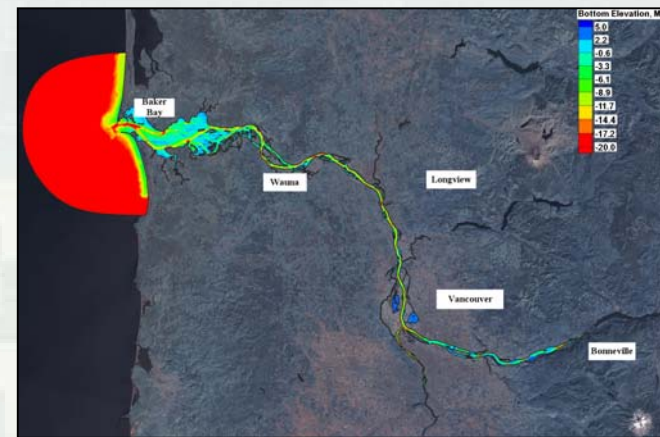 Bottom Elevation, M
5.0
2.2
-0.6
-3.3
-6.1
-8.9
-11.7
-14.4
-17.2
-20.0
Baker
Bay
Wauna
Longview
Vancouver
Bonneville